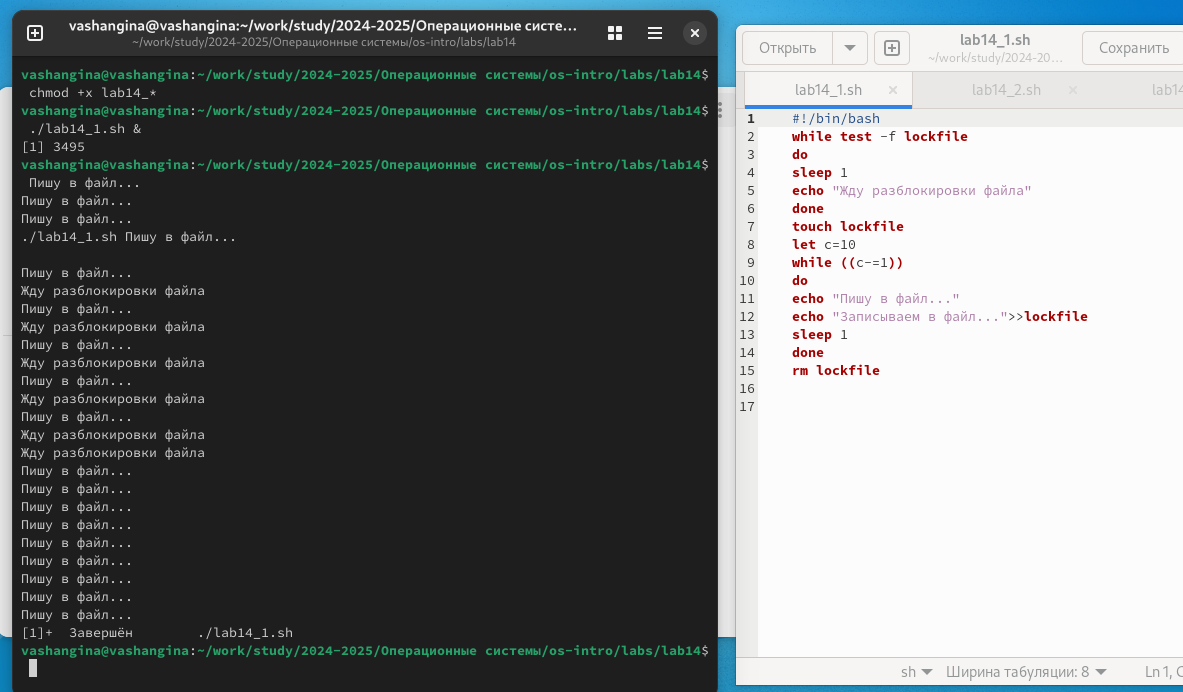 vashangina@vashangina:~/work/study/2024-2025/Операционные систе...
~/work/study/2024-2025/Операционные системы/os-intro/labs/lab14
vashangina@vashangina:~/work/study/2024-2025/Операционные системы/os-intro/labs/lab14$
chmod +x lab14_*
vashangina@vashangina:~/work/study/2024-2025/Операционные системы/os-intro/labs/lab14$
./lab14_1.sh &
[1] 3495
vashangina@vashangina:~/work/study/2024-2025/Операционные системы/os-intro/labs/lab14$
Пишу в файл...
Пишу в файл...
Пишу в файл...
./lab14_1.sh Пишу в файл...
Пишу в файл...
Жду разблокировки файла
Пишу в файл...
Жду разблокировки файла
Пишу в файл...
Жду разблокировки файла
Пишу в файл...
Жду разблокировки файла
Пишу в файл...
Жду разблокировки файла
Жду разблокировки файла
Пишу в файл...
Пишу в файл...
Пишу в файл...
Пишу в файл...
Пишу в файл...
Пишу в файл...
Пишу в файл...
Пишу в файл...
Пишу в файл...
[1]+  Завершён        ./lab14_1.sh
vashangina@vashangina:~/work/study/2024-2025/Операционные системы/os-intro/labs/lab14$
Открыть
lab14_1.sh
~/work/study/2024-20...
Сохранить
lab14_1.sh
lab14_2.sh
lab14
1 #!/bin/bash
2 while test -f lockfile
3 do
4 sleep 1
5 echo "Жду разблокировки файла"
6 done
7 touch lockfile
8 let c=10
9 while ((c-=1))
10 do
11 echo "Пишу в файл..."
12 echo "Записываем в файл...">>lockfile
13 sleep 1
14 done
15 rm lockfile
16
17
sh
Ширина табуляции: 8
Ln 1, C